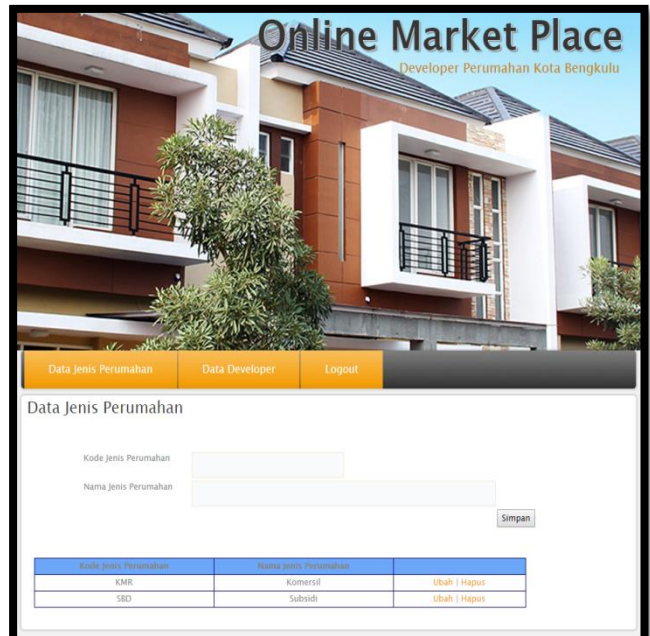 Online Market Place
Developer Perumahan Kota Bengkulu
Data Jenis Perumahan Data Developer Logout
Data Jenis Perumahan
Kode Jenis Perumahan
Nama Jenis Perumahan
Simpan
Kode Jenis Perumahan Nama Jenis Perumahan
KMR Komersil Ubah | Hapus
SBD Subsidi Ubah | Hapus